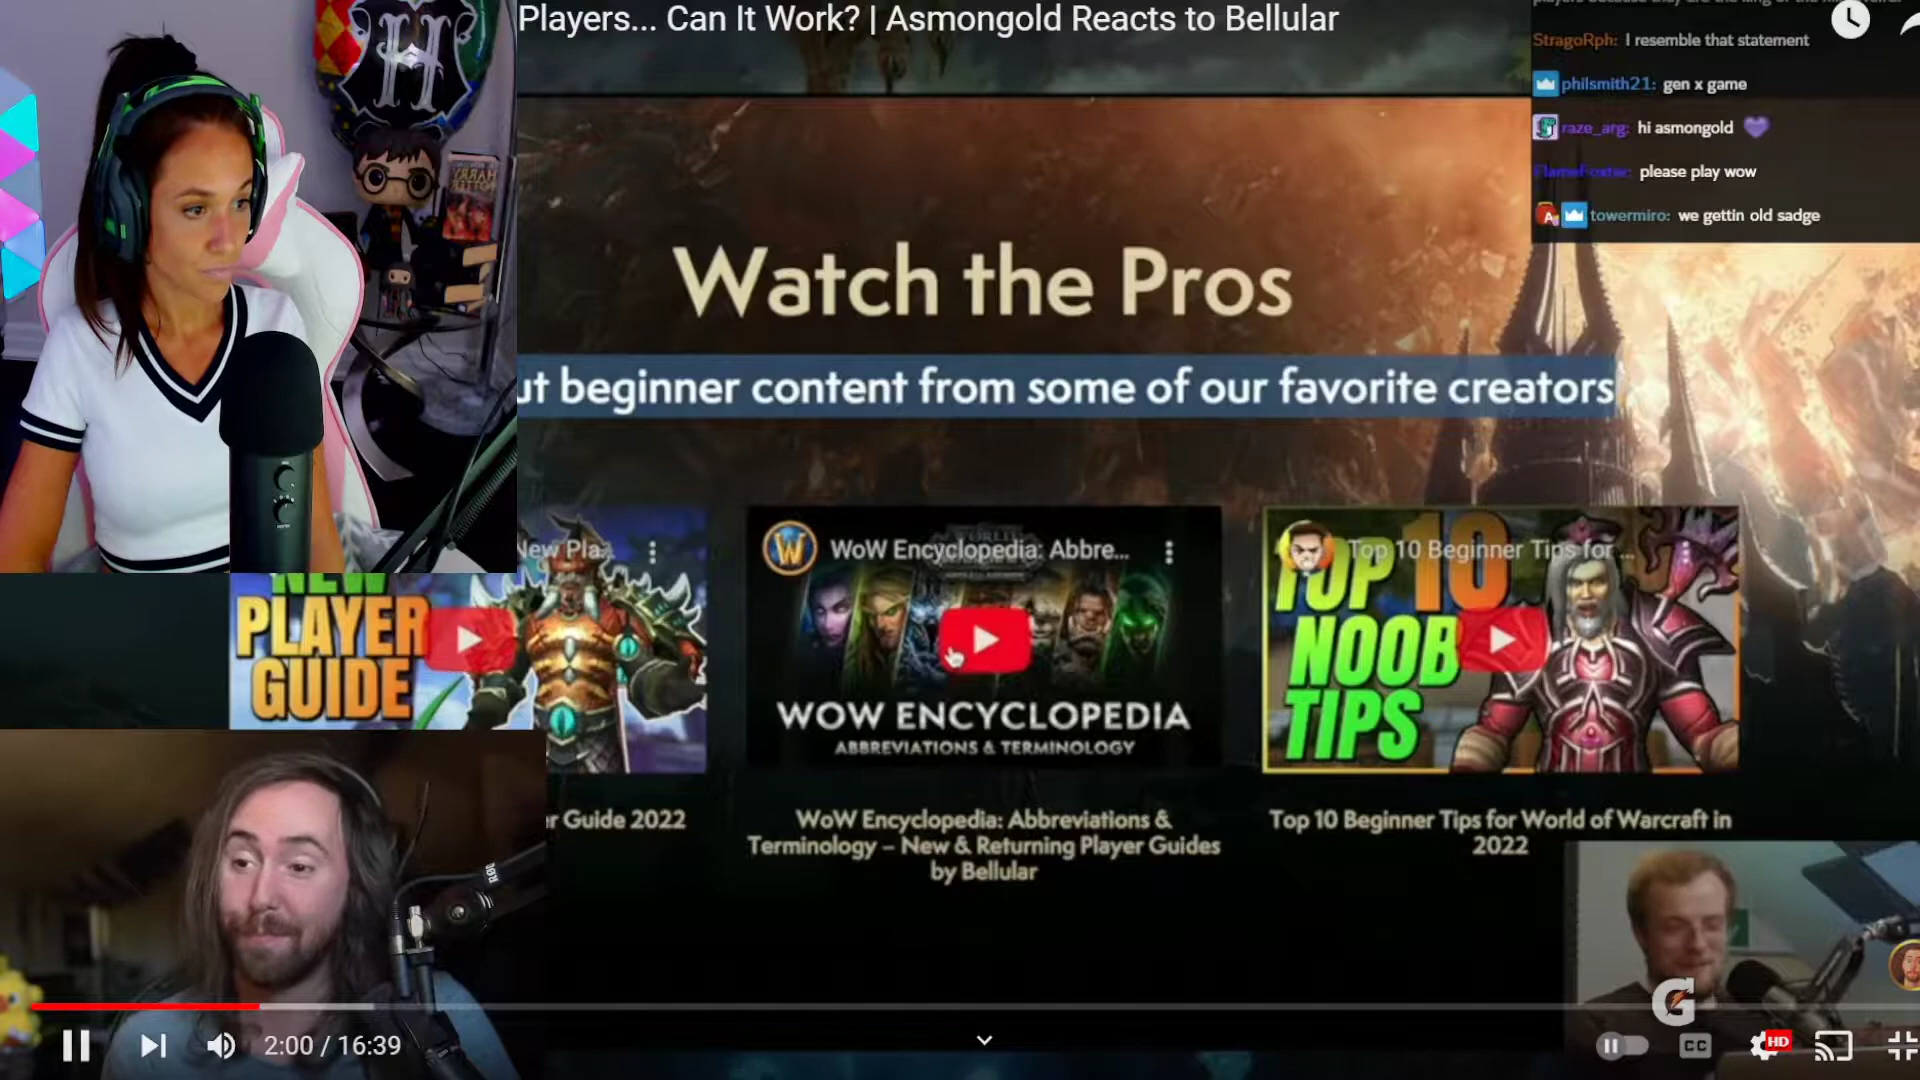 Players... Can It Work? | Asmongold Reacts to Bellular
StragoRph: I resemble that statement
philsmith21: gen x game
raze_arg: hi asmongold
FlameFoxter: please play wow
towermiro: we gettin old sadge
Watch the Pros
ut beginner content from some of our favorite creators
New Pla...
NEW
PLAYER
GUIDE
WoW Encyclopedia: Abbre...
WOW ENCYCLOPEDIA
ABBREVIATIONS & TERMINOLOGY
Top 10 Beginner Tips for ...
TOP 10
NOOB
TIPS
r Guide 2022
WoW Encyclopedia: Abbreviations &
Terminology – New & Returning Player Guides
by Bellular
Top 10 Beginner Tips for World of Warcraft in
2022
2:00 / 16:39
CC
HD